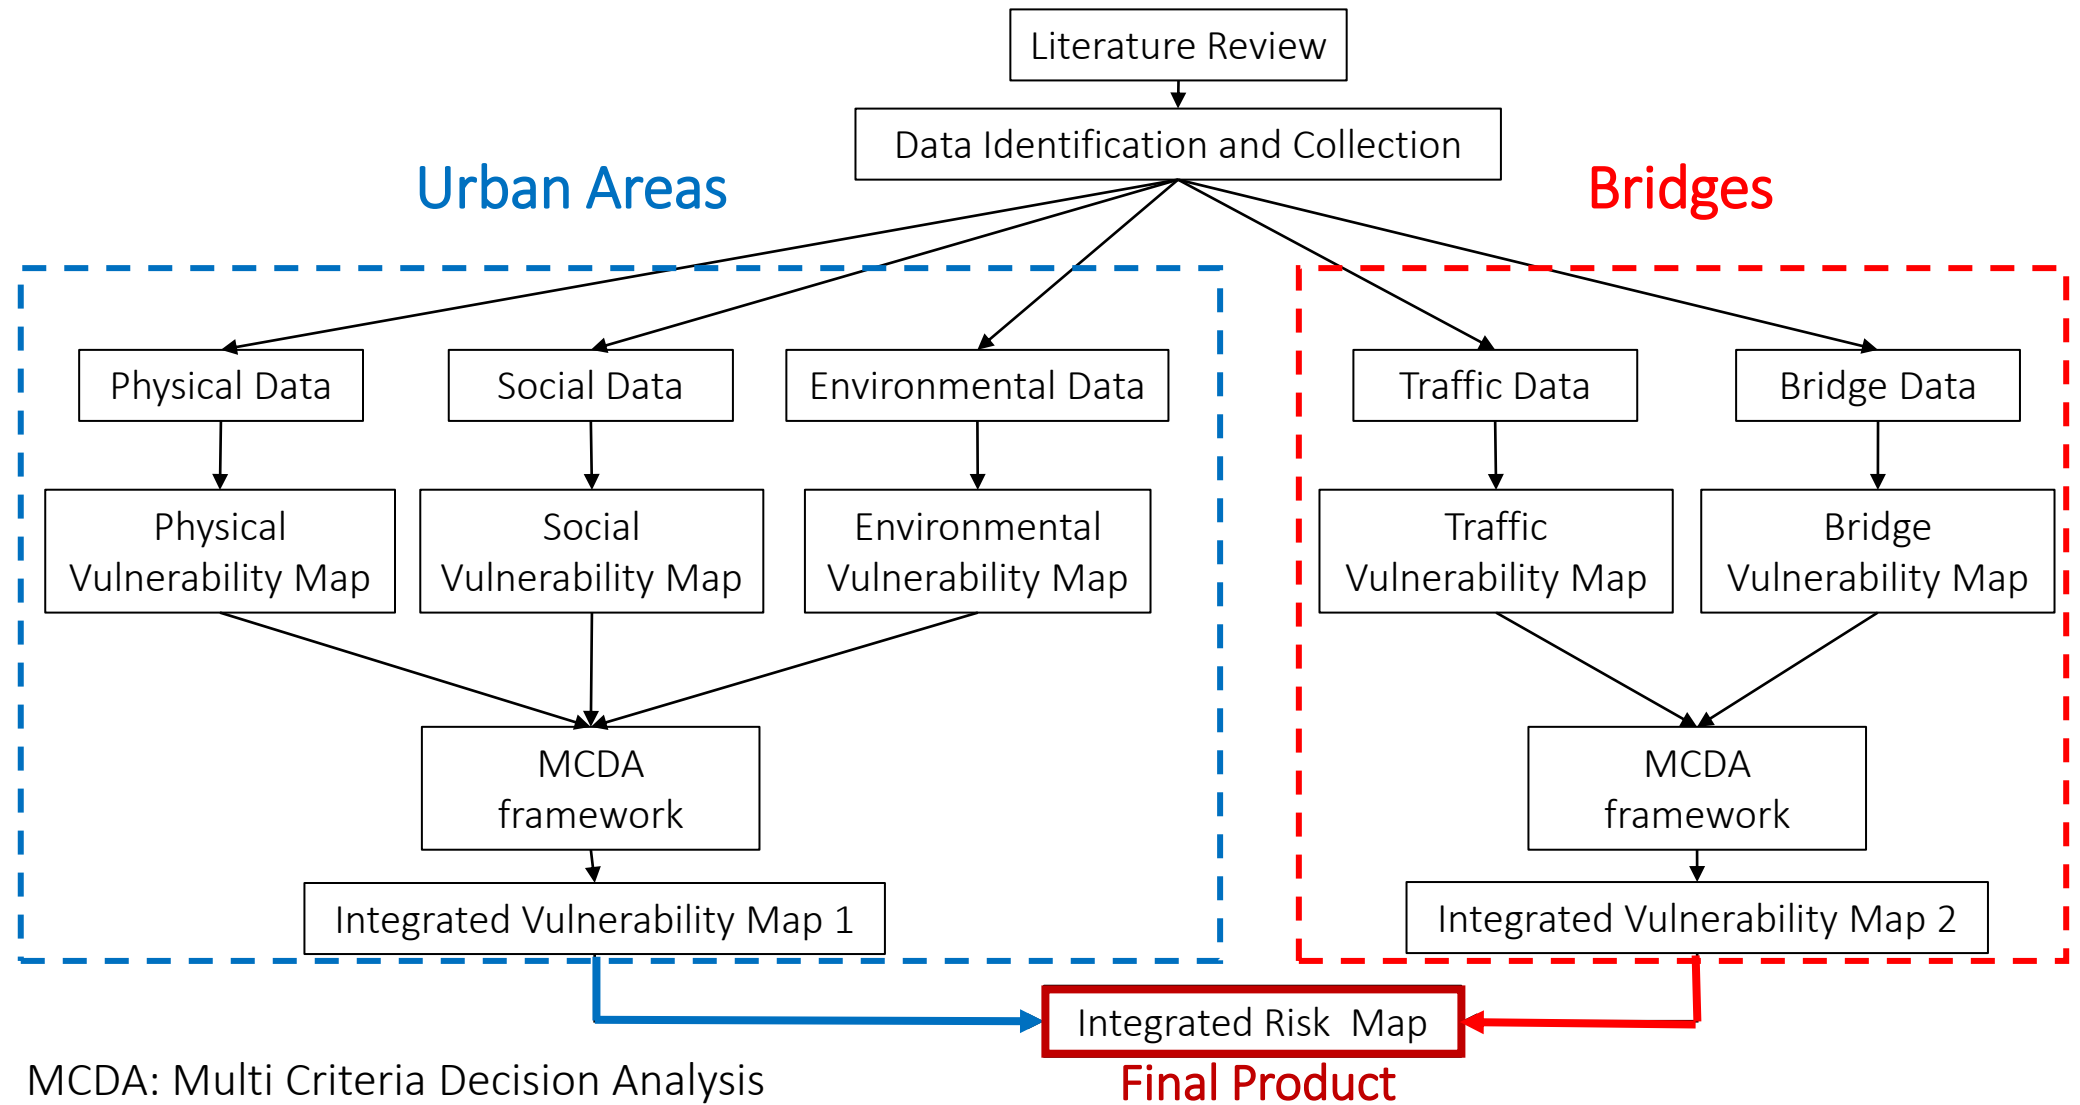 Literature Review
Data Identification and Collection
Urban Areas
Bridges
Physical Data
Social Data
Environmental Data
Traffic Data
Bridge Data
Physical
Vulnerability Map
Social
Vulnerability Map
Environmental
Vulnerability Map
Traffic
Vulnerability Map
Bridge
Vulnerability Map
MCDA
framework
MCDA
framework
Integrated Vulnerability Map 1
Integrated Vulnerability Map 2
Integrated Risk  Map
Final Product
MCDA: Multi Criteria Decision Analysis